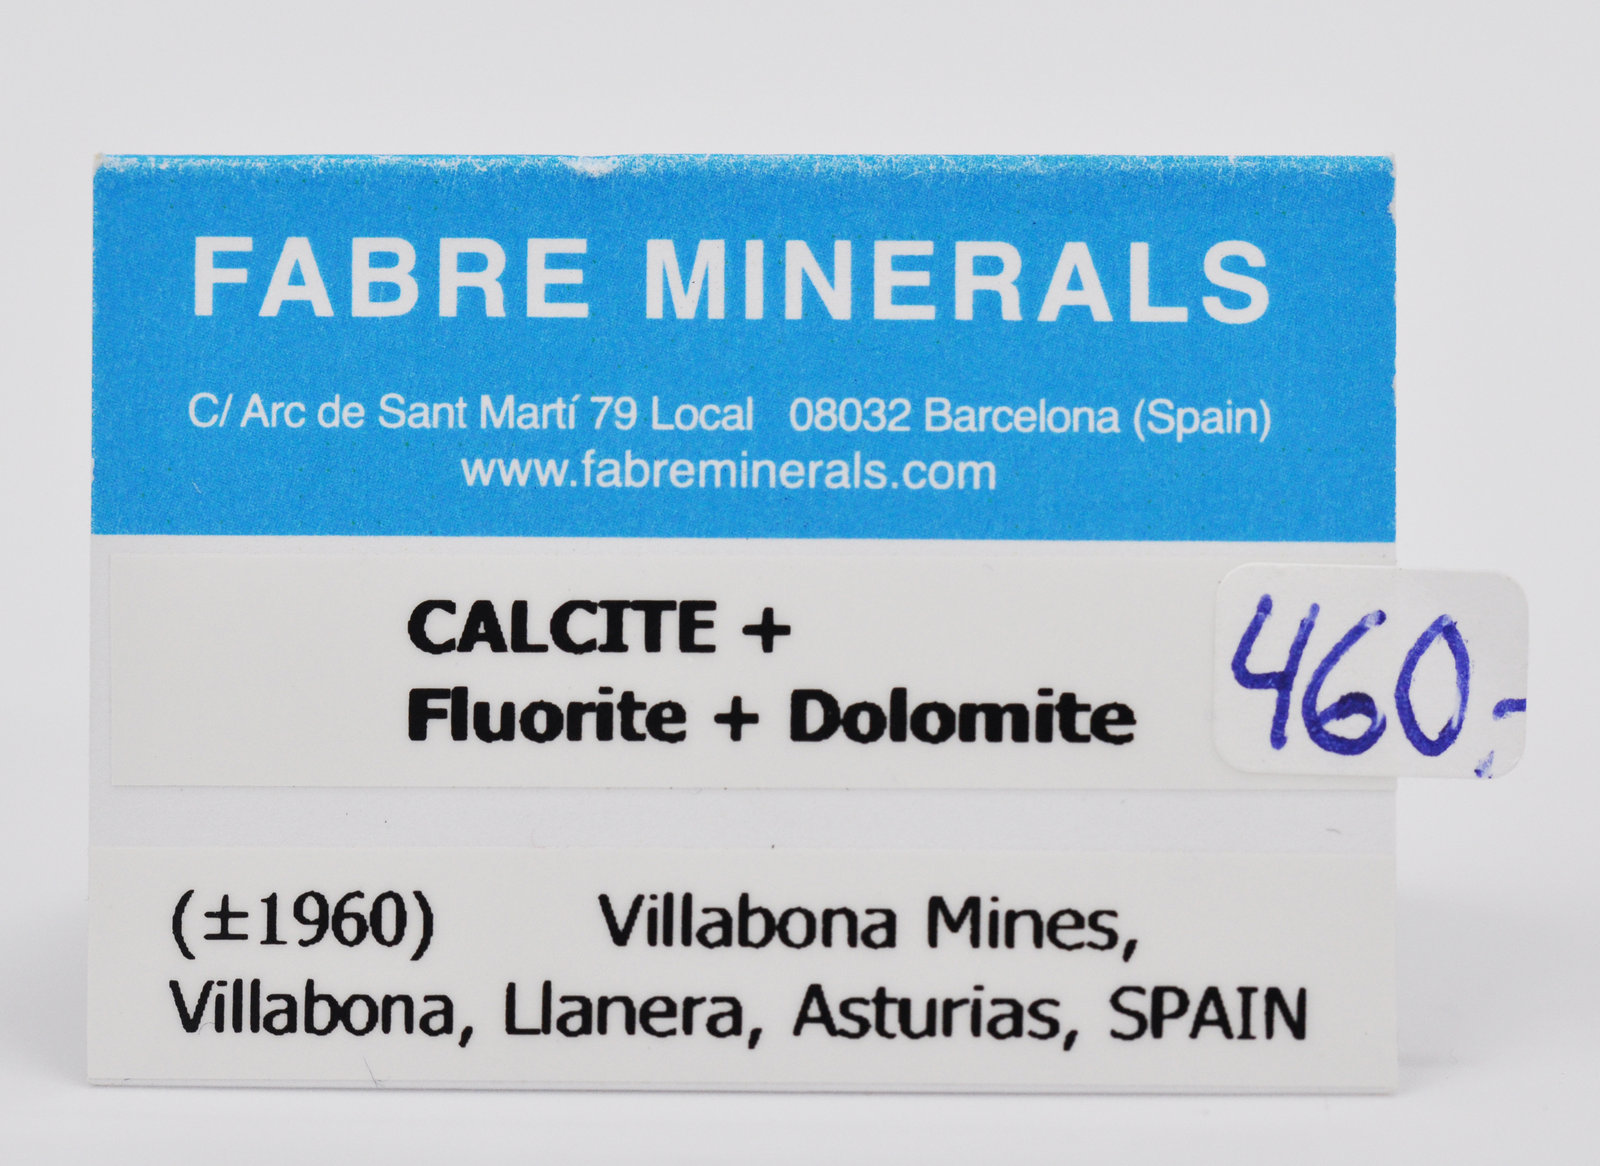 FABRE MINERALS
C/ Arc de Sant Martí 79 Local 08032 Barcelona (Spain)
www.fabreminerals.com
CALCITE +
Fluorite + Dolomite
460,-
(±1960) Villabona Mines,
Villabona, Llanera, Asturias, SPAIN